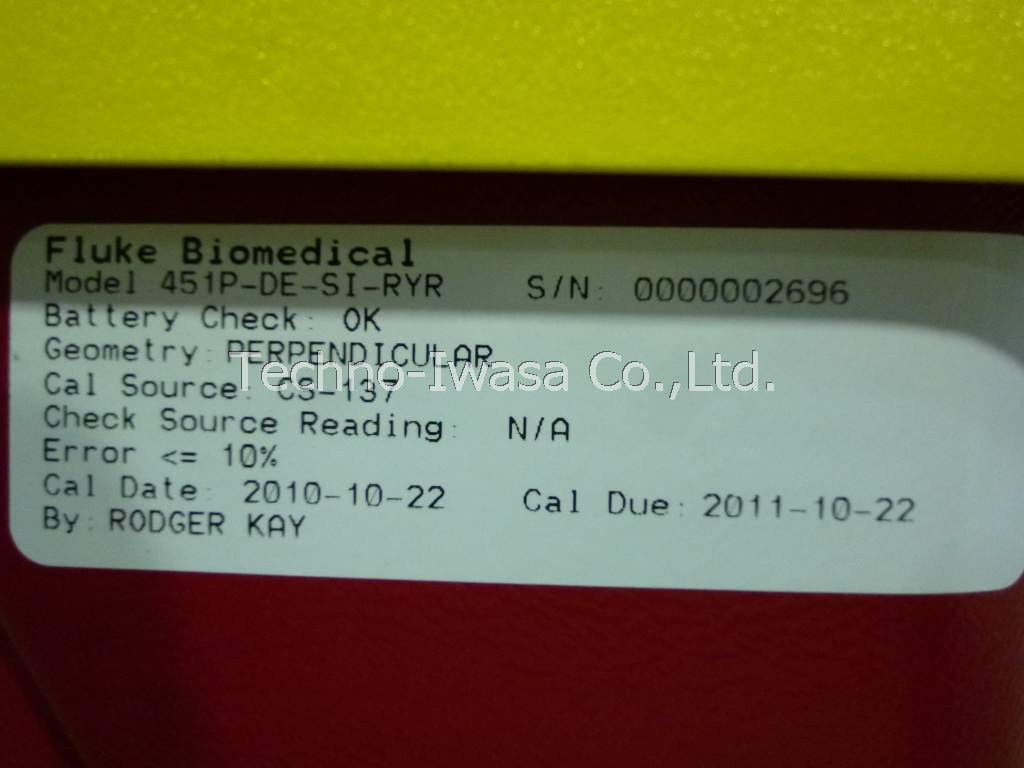 Fluke Biomedical
Model 451P-DE-SI-RYR S/N: 0000002696
Battery Check: OK
Geometry: PERPENDICULAR
Techno-Iwasa Co.,Ltd.
Cal Source: CS-137
Check Source Reading: N/A
Error <= 10%
Cal Date: 2010-10-22 Cal Due: 2011-10-22
By: RODGER KAY